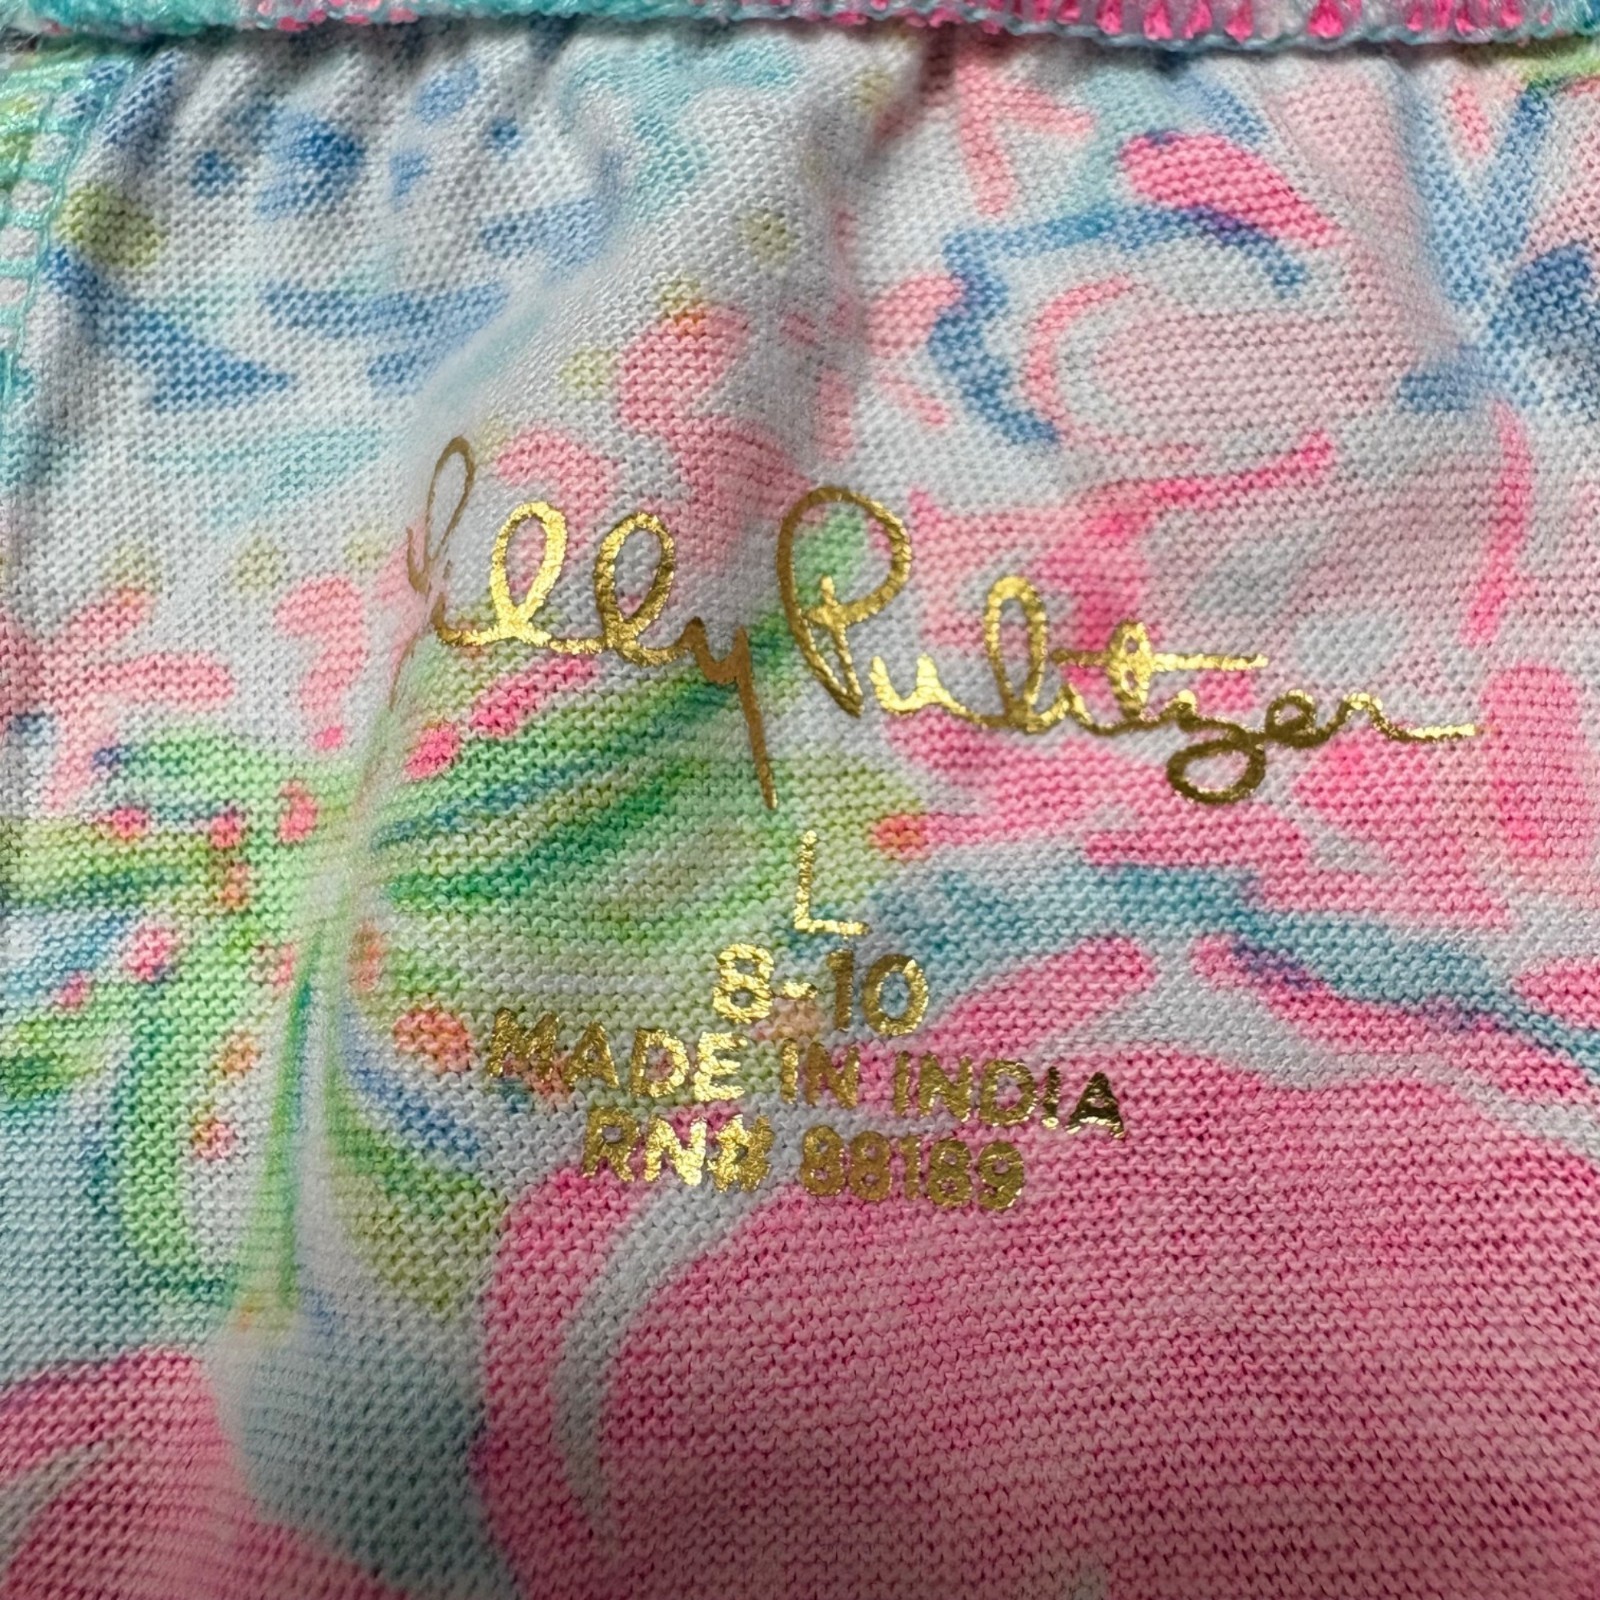 Lilly Pulitzer
L
8-10
MADE IN INDIA
RN# 88189